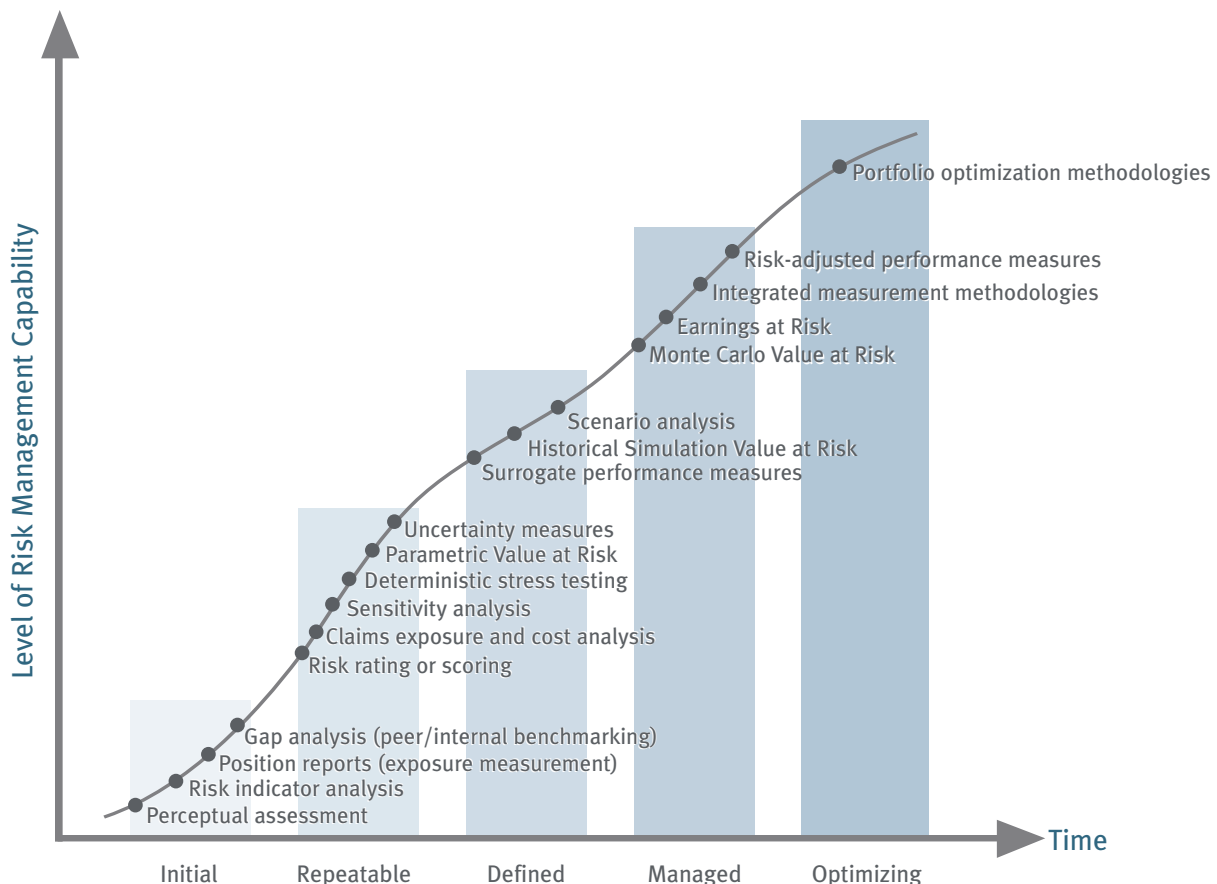 Level of Risk Management Capability
Portfolio optimization methodologies
Risk-adjusted performance measures
Integrated measurement methodologies
Earnings at Risk
Monte Carlo Value at Risk
Scenario analysis
Historical Simulation Value at Risk
Surrogate performance measures
Uncertainty measures
Parametric Value at Risk
Deterministic stress testing
Sensitivity analysis
Claims exposure and cost analysis
Risk rating or scoring
Gap analysis (peer/internal benchmarking)
Position reports (exposure measurement)
Risk indicator analysis
Perceptual assessment
Time
Initial Repeatable Defined Managed Optimizing